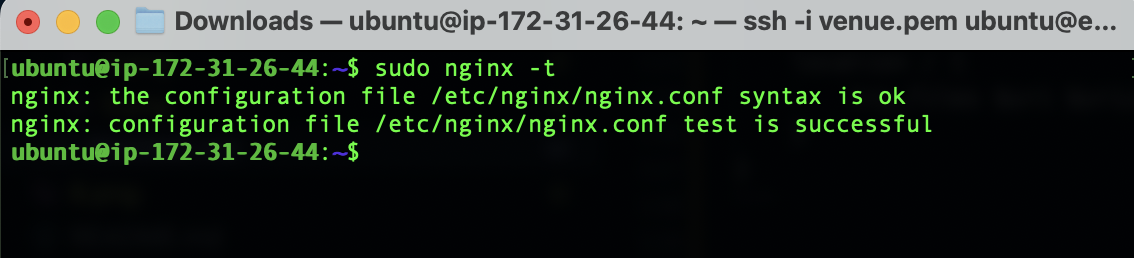 Downloads — ubuntu@ip-172-31-26-44: ~ — ssh -i venue.pem ubuntu@e...
[ubuntu@ip-172-31-26-44:~$ sudo nginx -t
nginx: the configuration file /etc/nginx/nginx.conf syntax is ok
nginx: configuration file /etc/nginx/nginx.conf test is successful
ubuntu@ip-172-31-26-44:~$